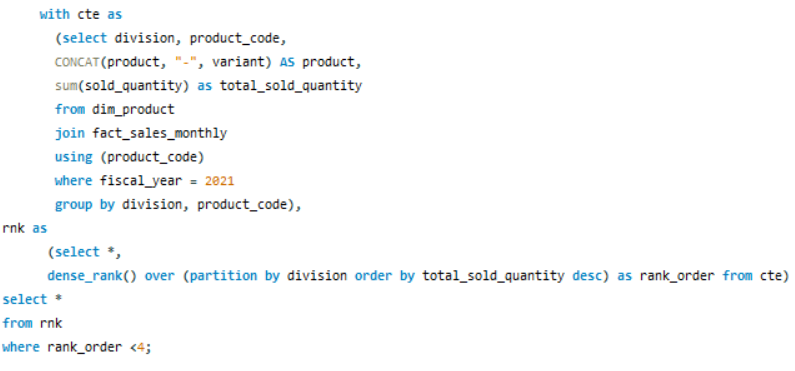 with cte as
(select division, product_code,
CONCAT(product, "-", variant) AS product,
sum(sold_quantity) as total_sold_quantity
from dim_product
join fact_sales_monthly
using (product_code)
where fiscal_year = 2021
group by division, product_code),
rnk as
(select *,
dense_rank() over (partition by division order by total_sold_quantity desc) as rank_order from cte)
select *
from rnk
where rank_order <4;